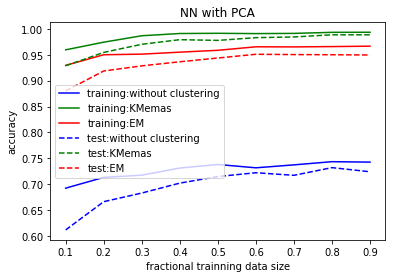 NN with PCA
1.00
0.95
0.90
0.85
0.80
0.75
0.70
0.65
0.60
accuracy
training:without clustering
training:KMemas
training:EM
test:without clustering
test:KMemas
test:EM
0.1 0.2 0.3 0.4 0.5 0.6 0.7 0.8 0.9
fractional trainning data size